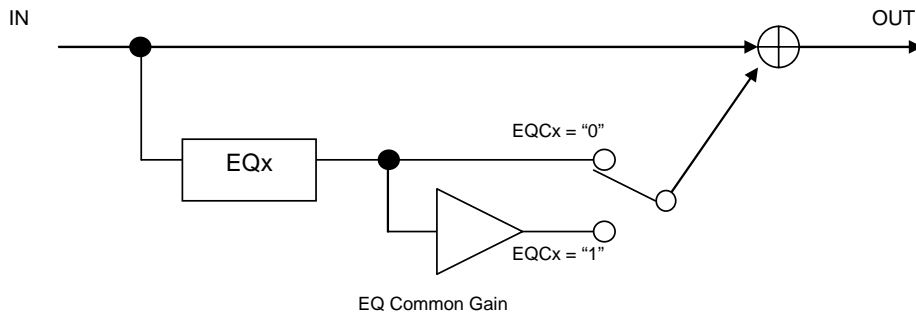 IN
OUT
EQCx = “0”
EQx
EQCx = “1”
EQ Common Gain